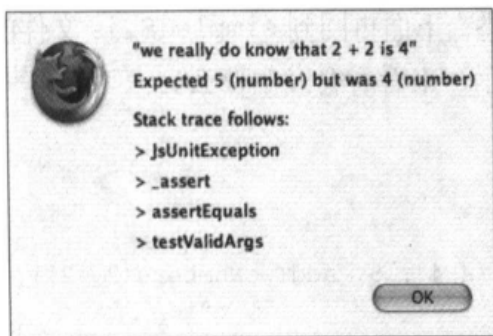 "we really do know that 2 + 2 is 4"
Expected 5 (number) but was 4 (number)
Stack trace follows:
> JsUnitException
> _assert
> assertEquals
> testValidArgs
OK